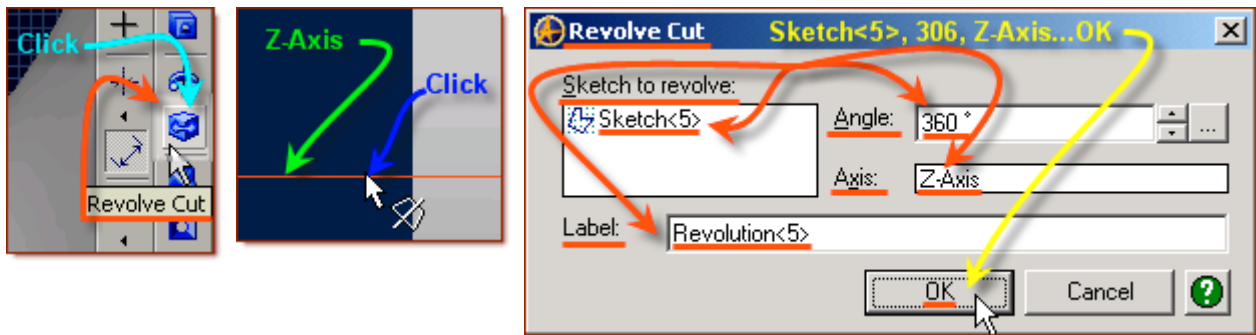 Click
Revolve Cut
Z-Axis
Click
Revolve Cut
Sketch<5>, 306, Z-Axis...OK
Sketch to revolve:
Sketch<5>
Angle:
360 °
...
Axis:
Z-Axis
Label:
Revolution<5>
OK
Cancel
?